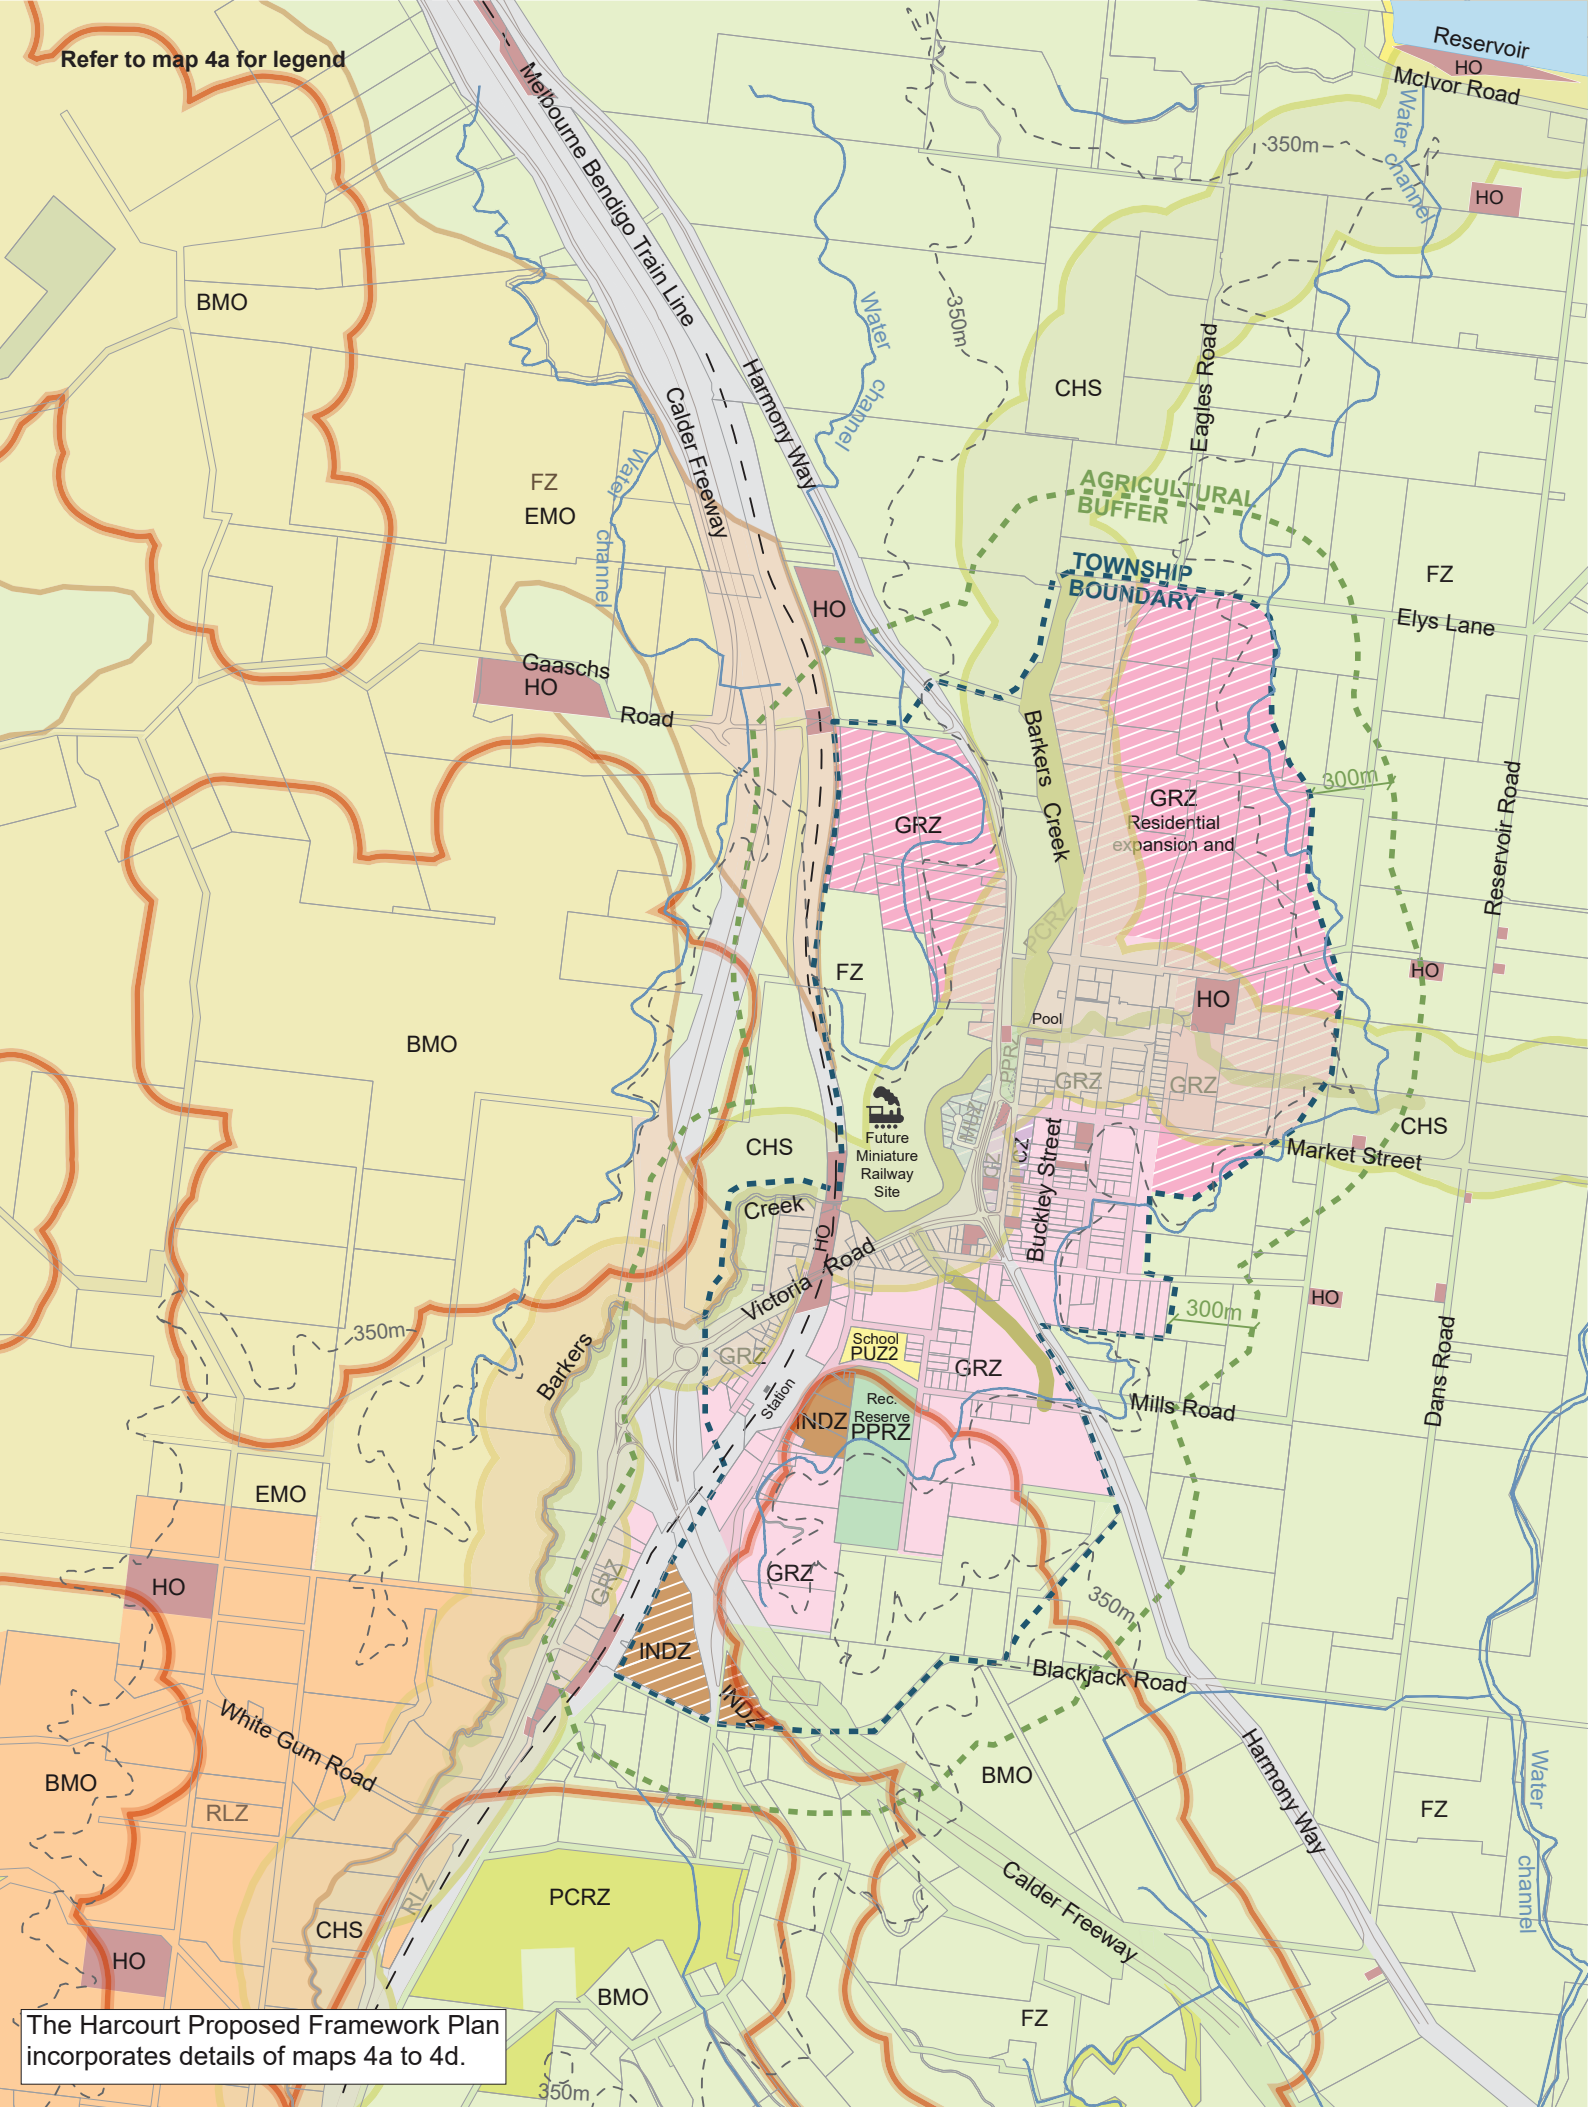 Refer to map 4a for legend
Reservoir
HO
McIvor Road
Melbourne Bendigo Train Line
350m
Water
channel
HO
BMO
Water
channel
350m
Harmony Way
Calder Freeway
CHS
Eagles Road
FZ
EMO
Water
channel
AGRICULTURAL
BUFFER
TOWNSHIP
BOUNDARY
FZ
HO
Elys Lane
Gaaschs
HO
Road
Barkers
Creek
300m
GRZ
Residential
expansion and
GRZ
Reservoir Road
PCRZ
FZ
HO
HO
Pool
BMO
PPRZ
GRZ
GRZ
Future
Miniature
Railway
Site
CHS
CHS
Market Street
Buckley Street
Creek
HO
Victoria Road
HO
300m
350m
Barkers
GRZ
School
PUZ2
GRZ
Station
INDZ
Rec.
Reserve
PPRZ
Mills Road
Dans Road
EMO
HO
GRZ
GRZ
350m
INDZ
INDZ
Blackjack Road
White Gum Road
BMO
RLZ
BMO
Harmony Way
FZ
Water
channel
Calder Freeway
RLZ
PCRZ
CHS
HO
BMO
FZ
350m
The Harcourt Proposed Framework Plan
incorporates details of maps 4a to 4d.